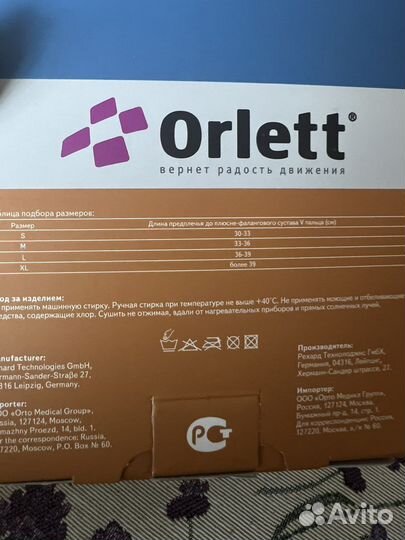 Orlett®
вернет радость движения
лица подбора размеров:
Размер Длина предплечья до плюсне-фалангового сустава V пальца (см)
S 30-33
M 33-36
L 36-39
XL более 39
од за изделием:
применять машинную стирку. Ручная стирка при температуре не выше +40°С. Не применять моющие и отбеливающие
едства, содержащие хлор. Сушить не отжимая, вдали от нагревательных приборов и прямых солнечных лучей.
nufacturer:
hard Technologies GmbH,
rmann-Sander-Straße 27,
316 Leipzig, Germany.
porter:
OO «Orto Medical Group»,
ussia, 127124, Moscow,
mazhny Proezd, 14, bld. 1.
r the correspondence: Russia,
7220, Moscow, P.O. Box № 60.
Производитель:
Рехард Технолоджис ГмбХ,
Германия, 04316, Лейпциг,
Херманн-Сандер штрассе, 27.
Импортер:
ООО «Орто Медикл Групп»,
Россия, 127124, Москва,
Бумажный пр-д, 14, стр. 1.
Для корреспонденции: Россия,
127220, Москва, а/я № 60.
РСТ
Avito